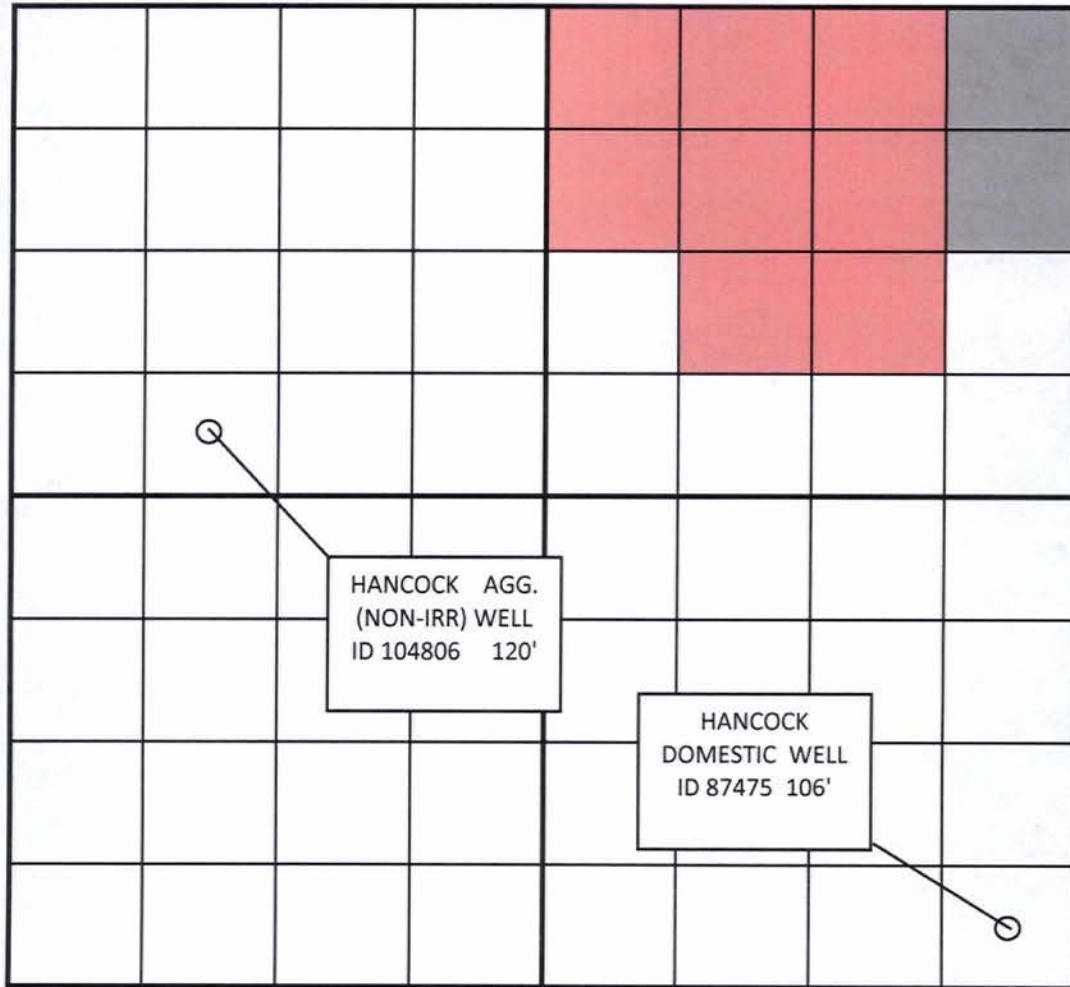 HANCOCK AGG.
(NON-IRR) WELL
ID 104806 120'
HANCOCK
DOMESTIC WELL
ID 87475 106'